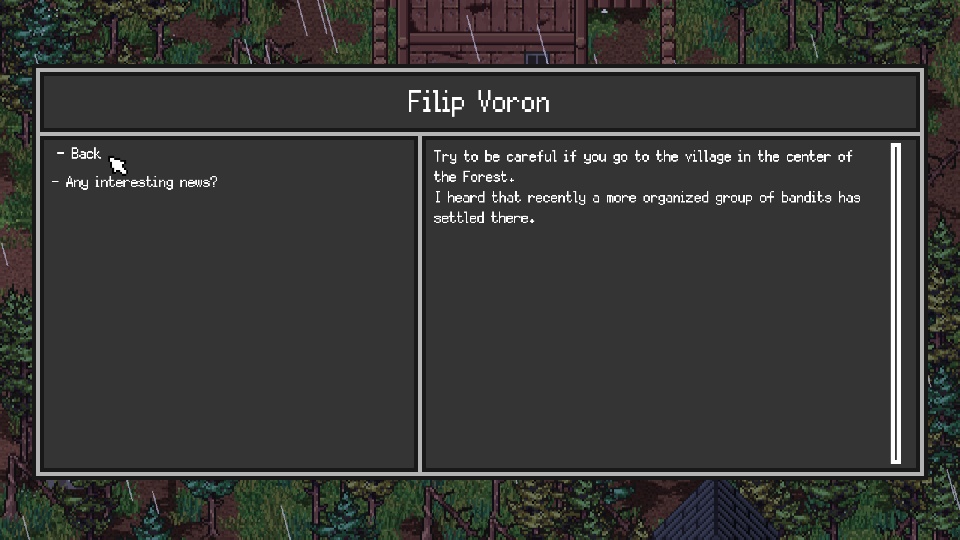 Filip Voron
- Back
- Any interesting news?
Try to be careful if you go to the village in the center of
the Forest.
I heard that recently a more organized group of bandits has
settled there.